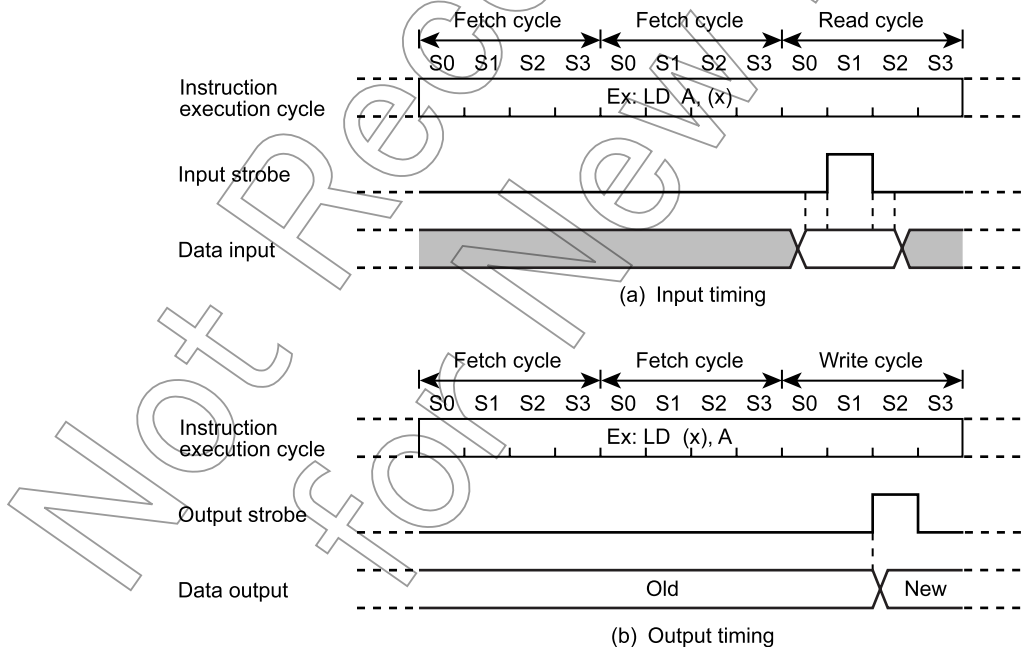 Fetch cycle Fetch cycle Read cycle
S0 S1 S2 S3 S0 S1 S2 S3 S0 S1 S2 S3
Instruction
execution cycle
Ex: LD A, (x)
Input strobe
Data input
(a) Input timing
Fetch cycle Fetch cycle Write cycle
S0 S1 S2 S3 S0 S1 S2 S3 S0 S1 S2 S3
Instruction
execution cycle
Ex: LD (x), A
Output strobe
Data output
Old New
(b) Output timing
Not Reco
for New